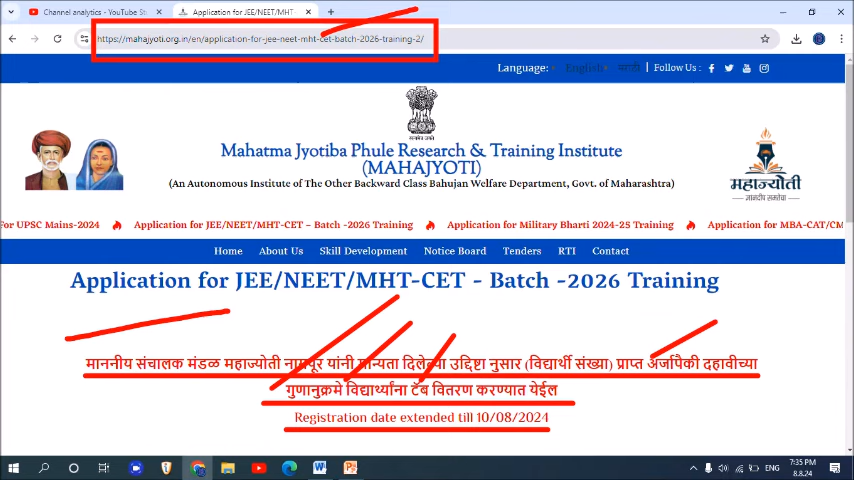 Channel analytics - YouTube St
Application for JEE/NEET/MHT-
https://mahajyoti.org.in/en/application-for-jee-neet-mht-cet-batch-2026-training-2/
Language: English मराठी | Follow Us :
Mahatma Jyotiba Phule Research & Training Institute
(MAHAJYOTI)
(An Autonomous Institute of The Other Backward Class Bahujan Welfare Department, Govt. of Maharashtra)
महाज्योती
For UPSC Mains-2024 Application for JEE/NEET/MHT-CET – Batch -2026 Training Application for Military Bharti 2024-25 Training Application for MBA-CAT/CM
Home About Us Skill Development Notice Board Tenders RTI Contact
Application for JEE/NEET/MHT-CET - Batch -2026 Training
माननीय संचालक मंडळ महाज्योती नागपूर यांनी मान्यता दिलेल्या उद्दिष्टा नुसार (विद्यार्थी संख्या) प्राप्त अर्जापैकी दहावीच्या
गुणानुक्रमे विद्यार्थ्यांना टॅब वितरण करण्यात येईल
Registration date extended till 10/08/2024
ENG
7:35 PM
8.8.24